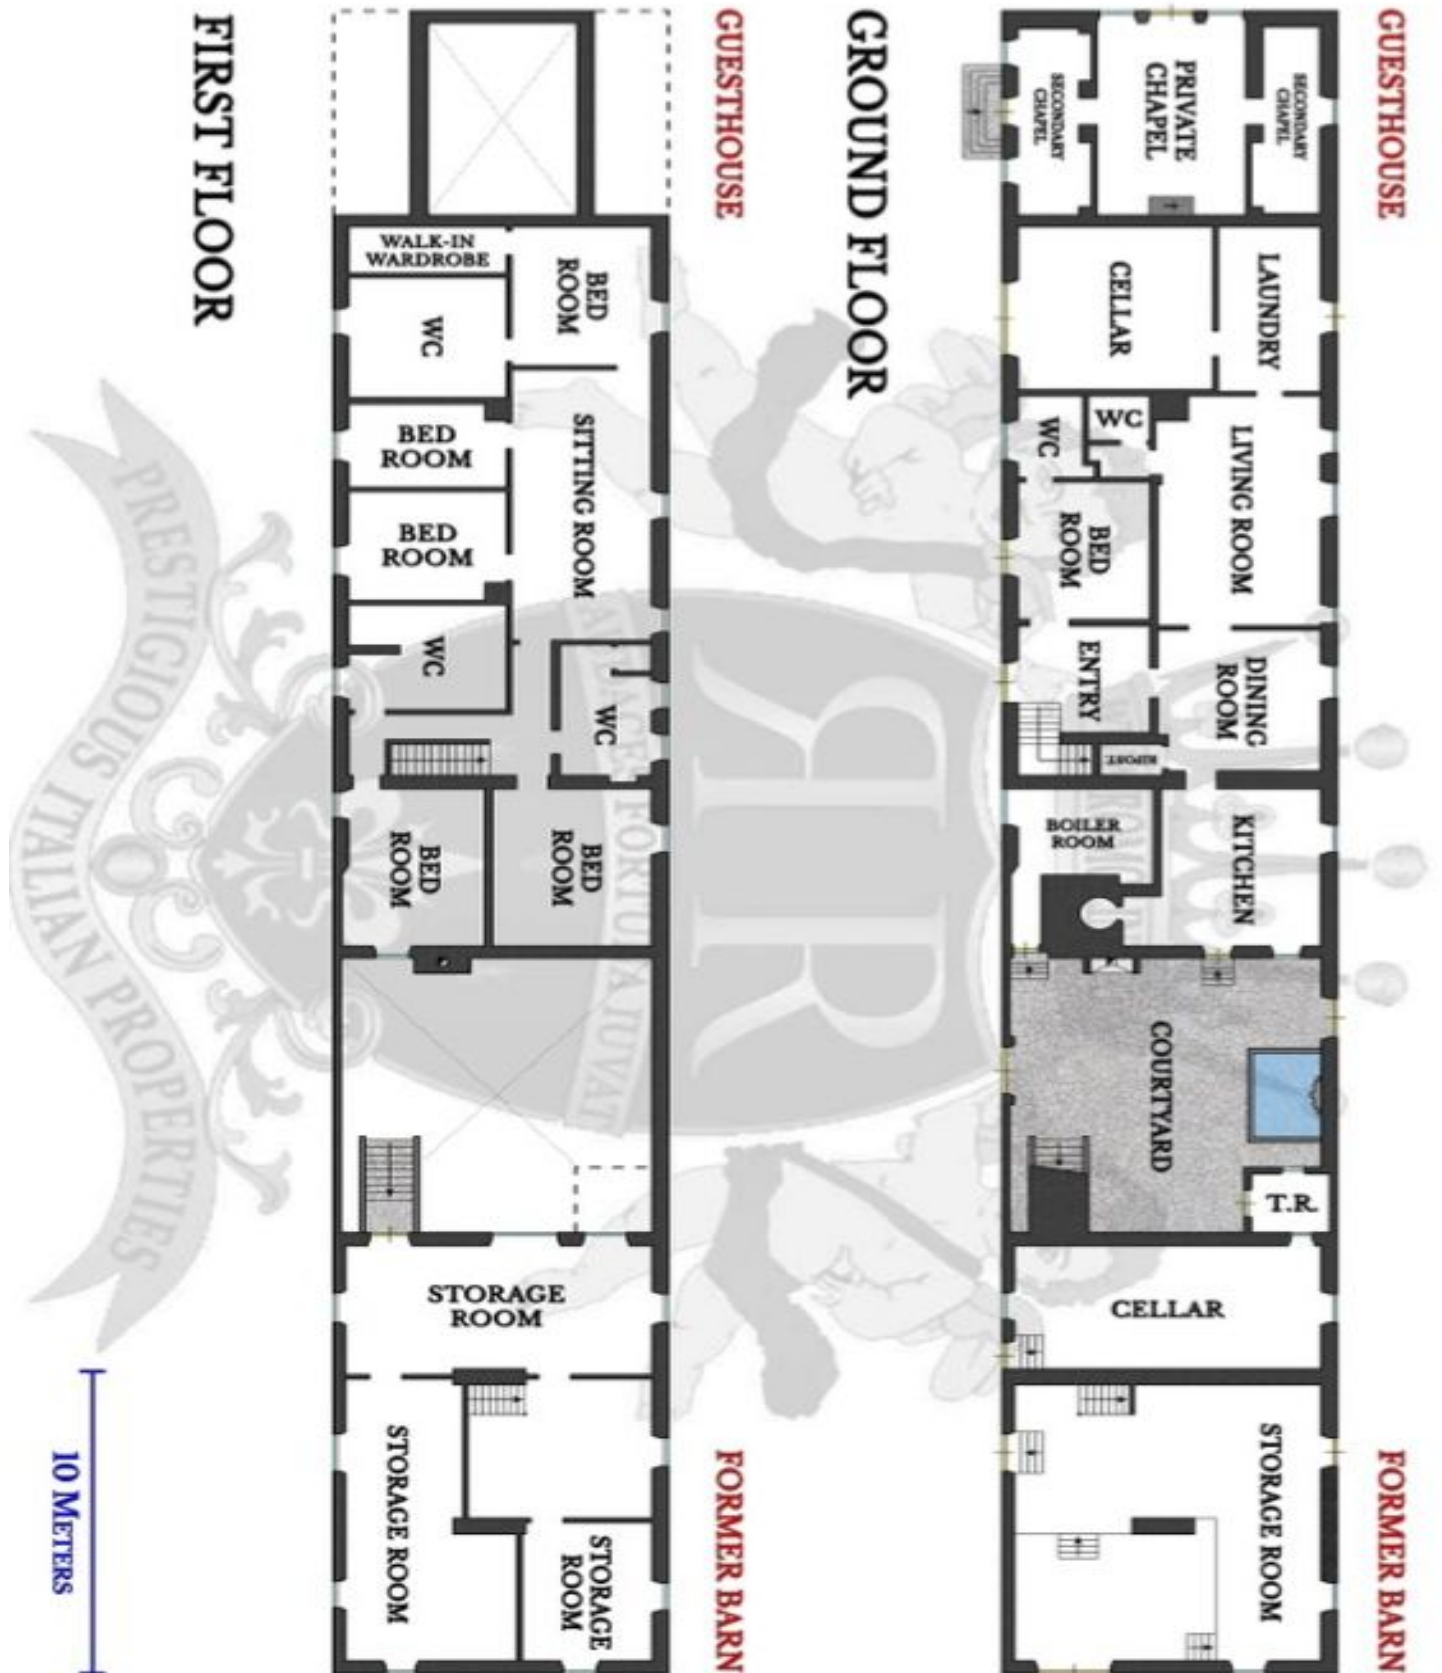 GUESTHOUSE
FORMER BARN
SECONDARY
CHAPEL
PRIVATE
CHAPEL
SECONDARY
CHAPEL
LAUNDRY
CELLAR
LIVING ROOM
WC
WC
BED
ROOM
DINING
ROOM
ENTRY
RIPOST.
KITCHEN
BOILER
ROOM
COURTYARD
T.R.
CELLAR
STORAGE ROOM
GROUND FLOOR
GUESTHOUSE
FORMER BARN
BED
ROOM
WALK-IN
WARDROBE
WC
SITTING ROOM
BED
ROOM
BED
ROOM
WC
WC
BED
ROOM
BED
ROOM
STORAGE
ROOM
STORAGE ROOM
STORAGE
ROOM
FIRST FLOOR
10 METERS
R
PRESTIGIOUS ITALIAN PROPERTIES